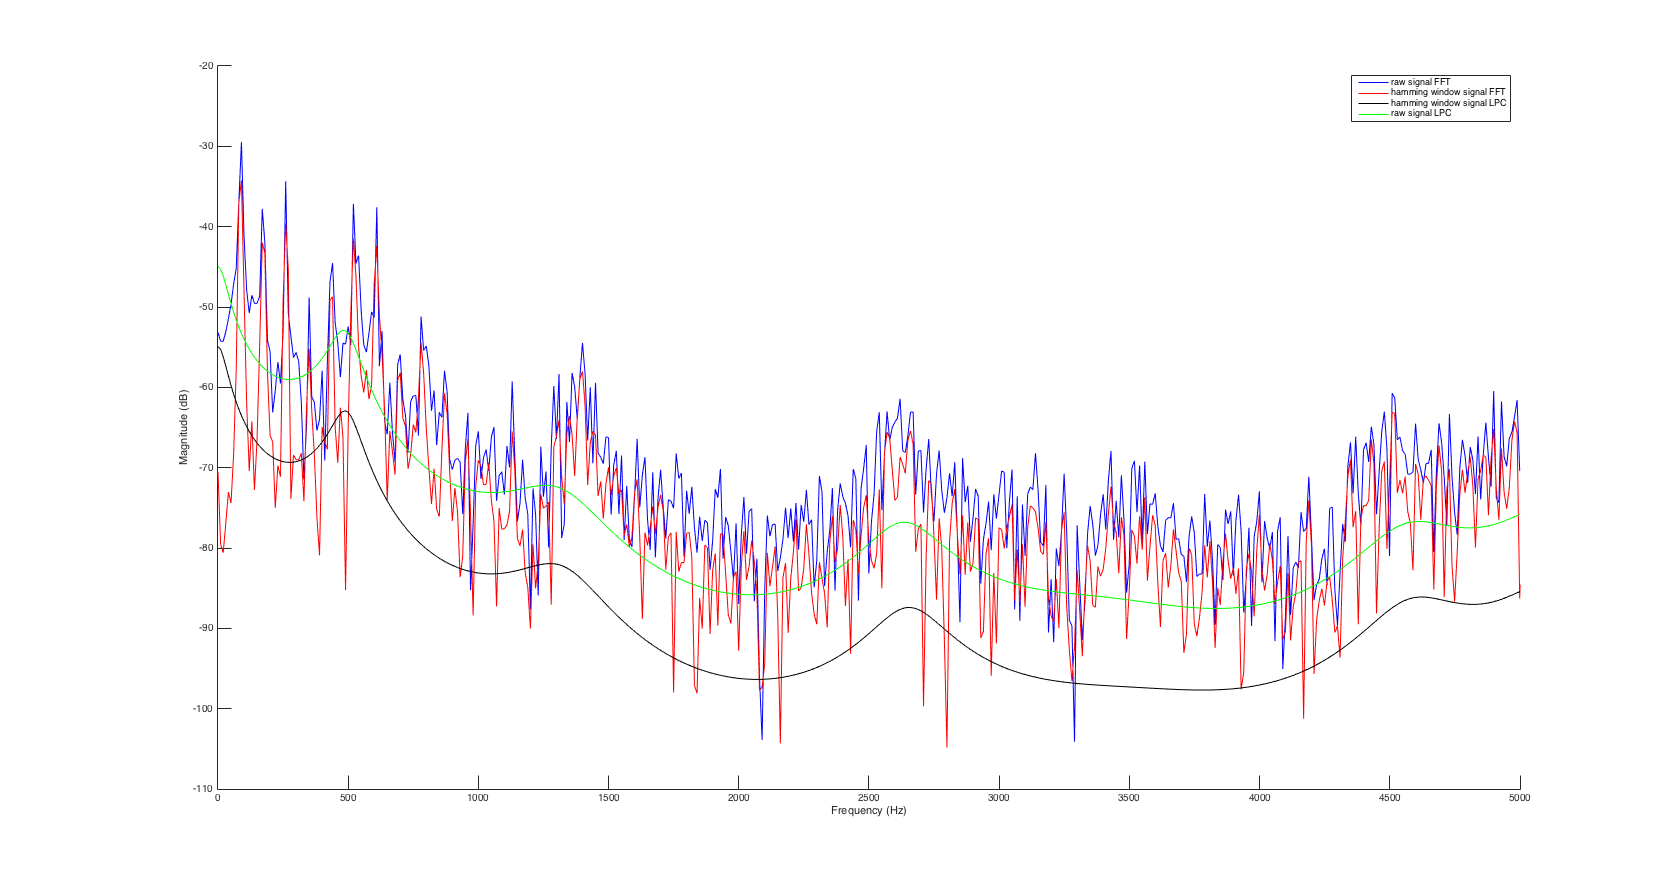 -20
raw signal FFT
hamming window signal FFT
hamming window signal LPC
raw signal LPC
-30
-40
-50
-60
Magnitude (dB)
-70
-80
-90
-100
-110
0 500 1000 1500 2000 2500 3000 3500 4000 4500 5000
Frequency (Hz)